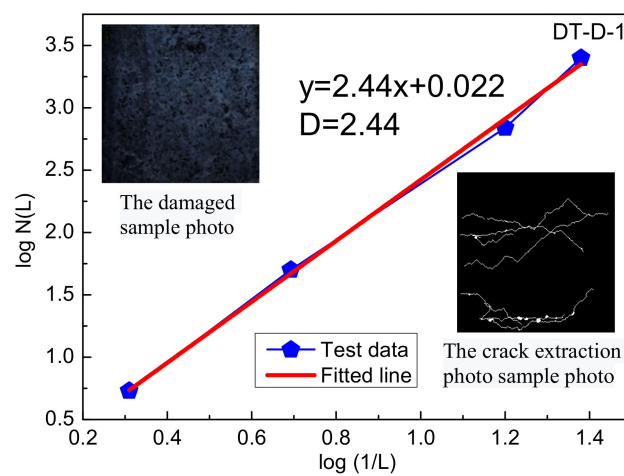 DT-D-1
y=2.44x+0.022
D=2.44
The damaged
sample photo
The crack extraction
photo sample photo
Test data
Fitted line
log N(L)
3.5
3.0
2.5
2.0
1.5
1.0
0.5
0.2 0.4 0.6 0.8 1.0 1.2 1.4
log (1/L)